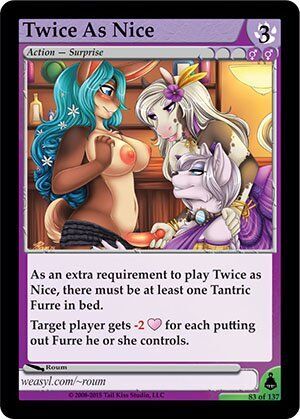 Twice As Nice
3
Action — Surprise
As an extra requirement to play Twice as
Nice, there must be at least one Tantric
Furre in bed.
Target player gets -2 for each putting
out Furre he or she controls.
Roum
weasyl.com/~roum
© 2008-2015 Tail Kiss Studio, LLC
83 of 137